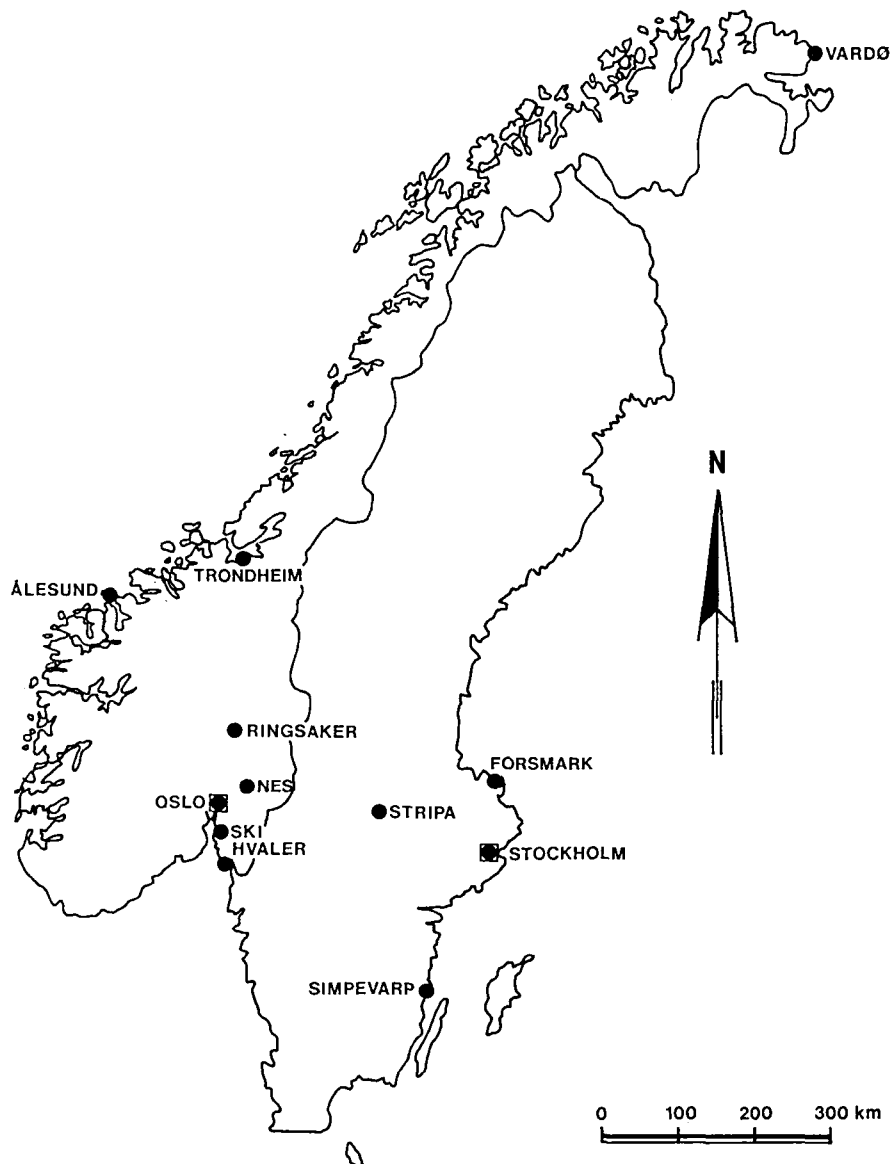 VARDØ
N
TRONDHEIM
ÅLESUND
RINGSAKER
FORSMARK
NES
OSLO
STRIPA
SKI
HVALER
STOCKHOLM
SIMPEVARP
0 100 200 300 km